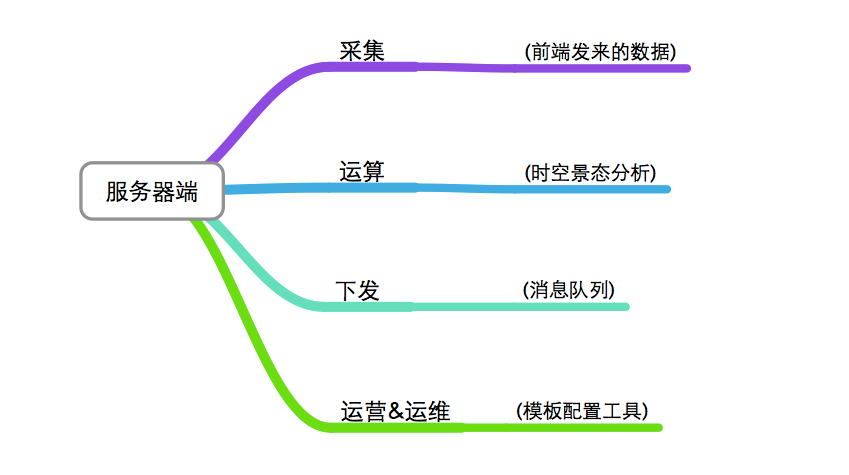 采集
(前端发来的数据)
运算
(时空景态分析)
服务器端
下发
(消息队列)
运营&运维
(模板配置工具)